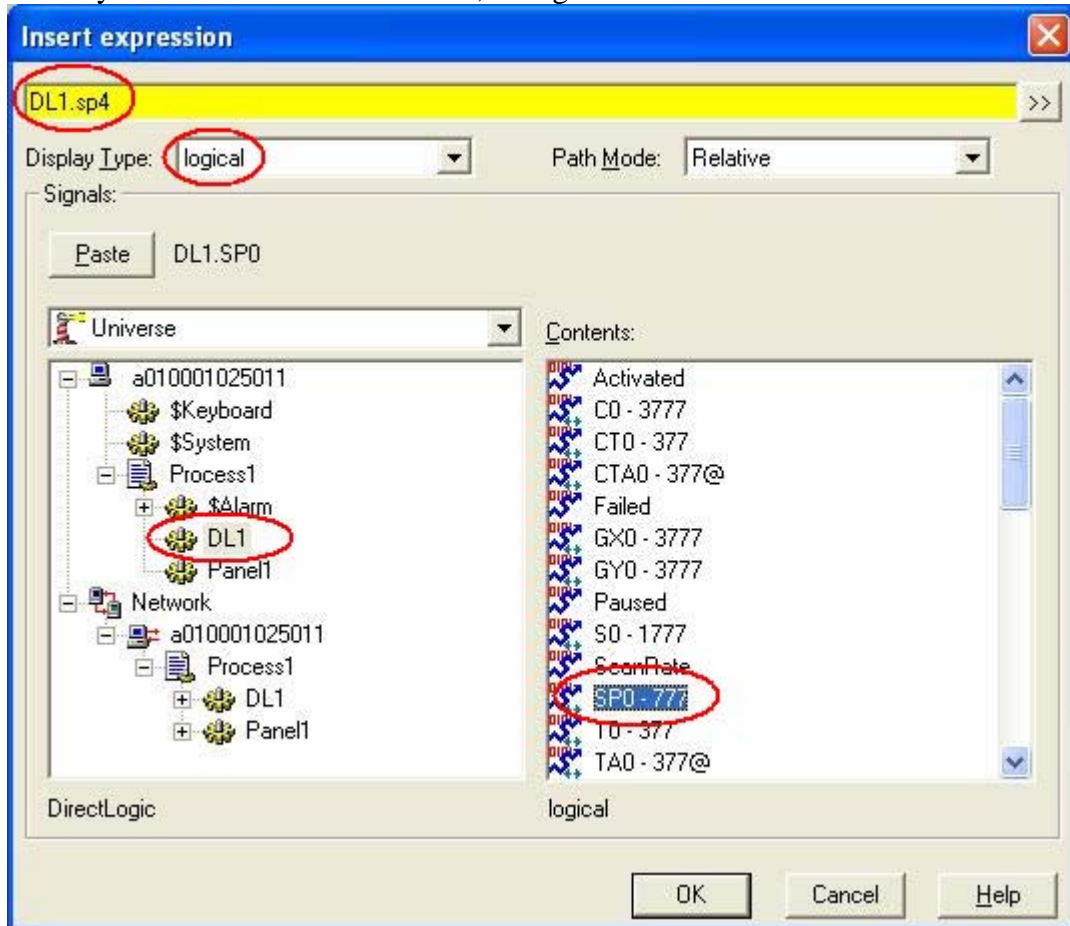 Insert expression
DL1.sp4 >>
Display Type: logical Path Mode: Relative
Signals:
Paste DL1.SP0
Universe
Contents:
a010001025011
$Keyboard
$System
Process1
$Alarm
DL1
Panel1
Network
a010001025011
Process1
DL1
Panel1
Activated
C0 - 3777
CT0 - 377
CTA0 - 377@
Failed
GX0 - 3777
GY0 - 3777
Paused
S0 - 1777
ScanRate
SP0 - 777
T0 - 377
TA0 - 377@
DirectLogic
logical
OK Cancel Help